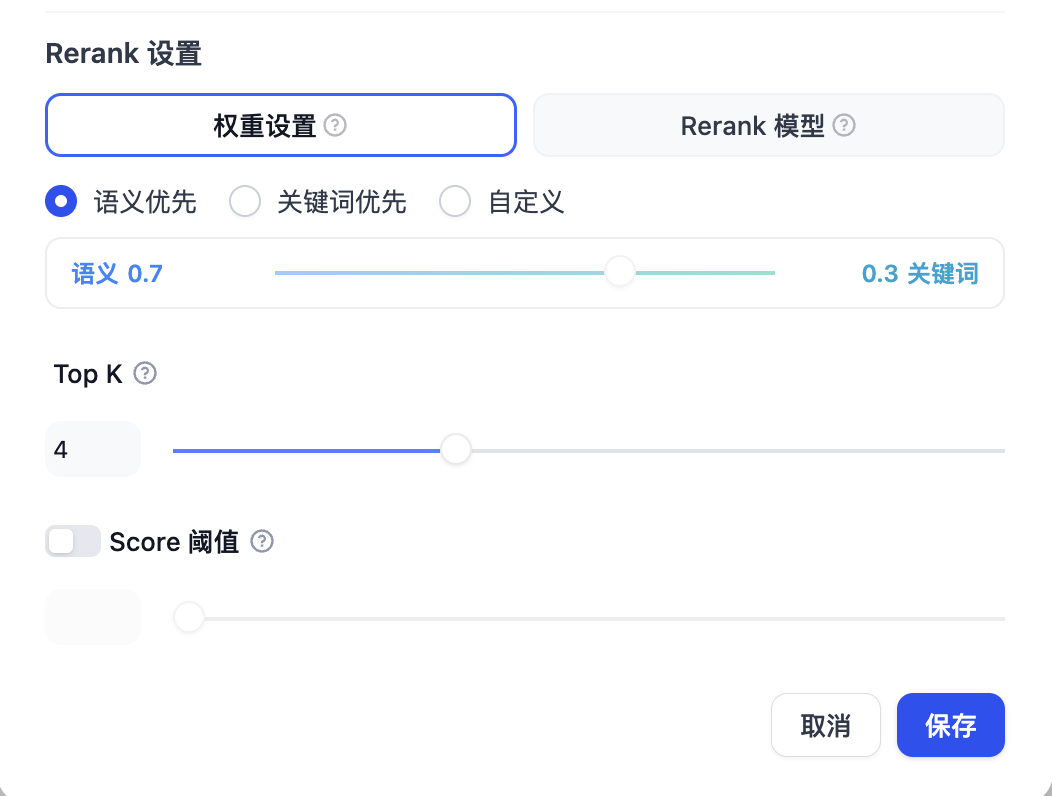 Rerank 设置
权重设置 ? Rerank 模型 ?
语义优先 关键词优先 自定义
语义 0.7 0.3 关键词
Top K ?
4
Score 阈值 ?
取消 保存